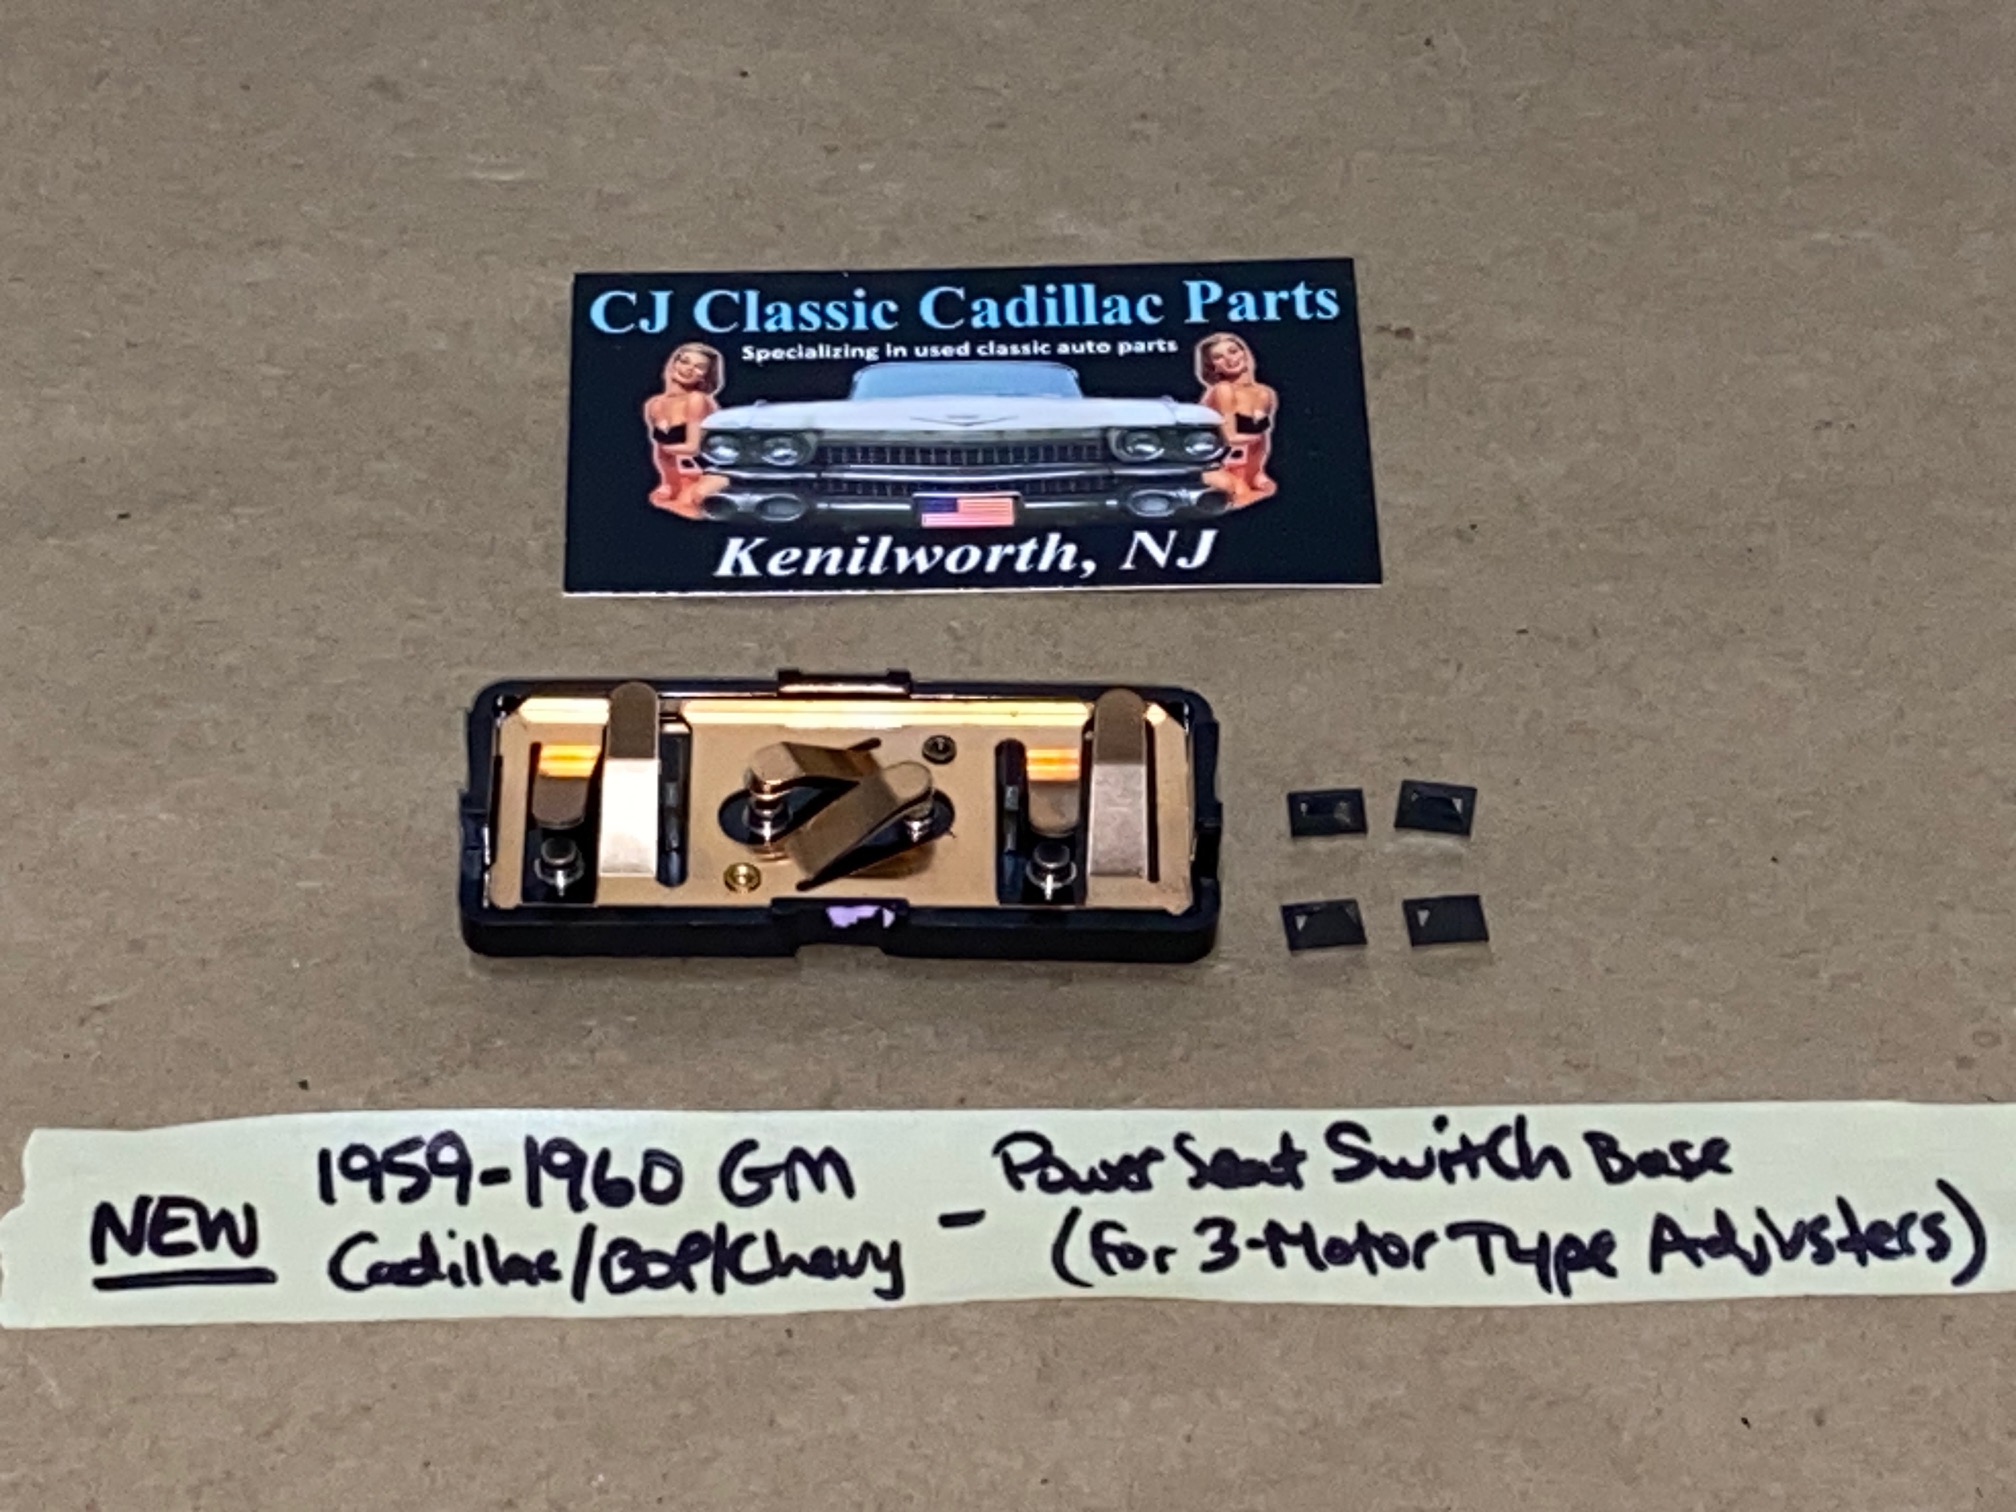 CJ Classic Cadillac Parts
Specializing in used classic auto parts
Kenilworth, NJ
NEW 1959-1960 GM Cadillac/BOP/Chevy - Power Seat Switch Base (For 3-Motor Type Adjusters)